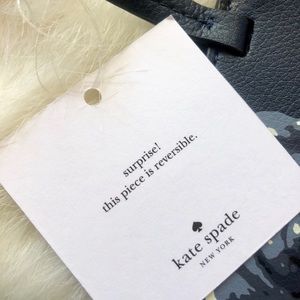 surprise!
this piece is reversible.
kate spade
NEW YORK